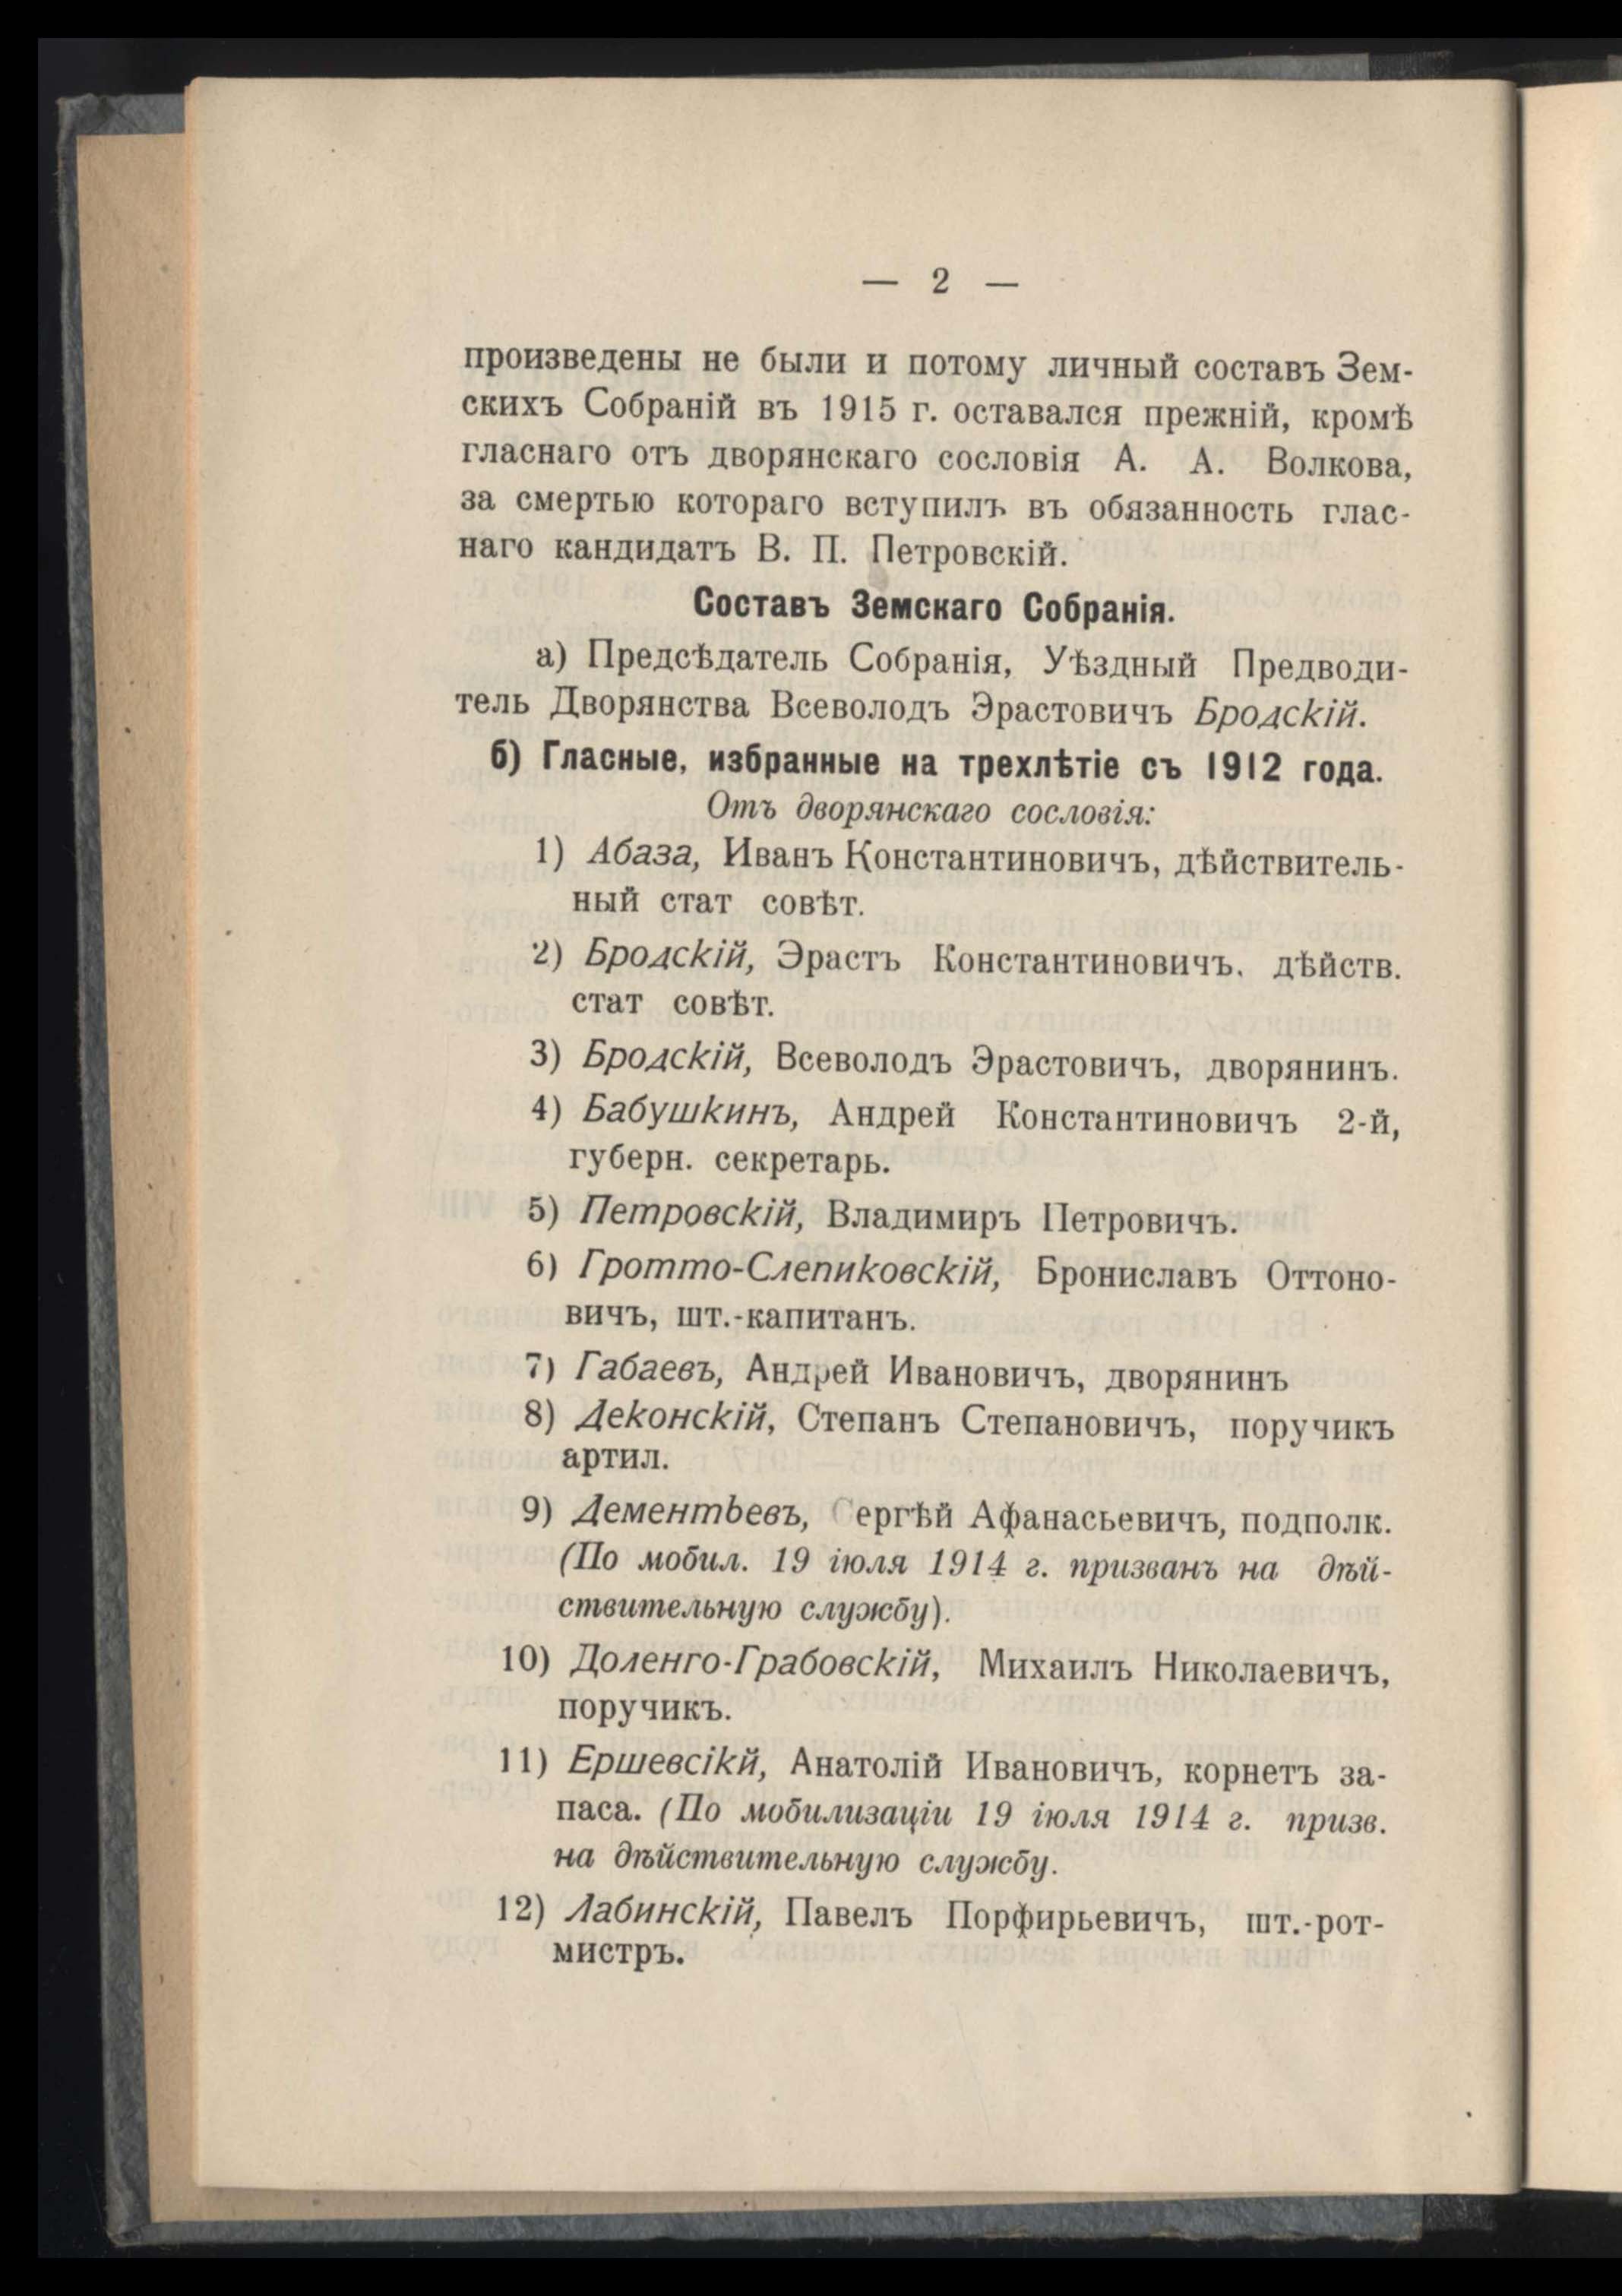 — 2 —
произведены не были и потому личный составъ Зем-
скихъ Собраній въ 1915 г. оставался прежній, кромѣ
гласнаго отъ дворянскаго сословія А. А. Волкова,
за смертью котораго вступилъ въ обязанность глас-
наго кандидатъ В. П. Петровскій.
Составъ Земскаго Собранія.
а) Предсѣдатель Собранія, Уѣздный Предводи-
тель Дворянства Всеволодъ Эрастовичъ Бродскій.
б) Гласные, избранные на трехлѣтіе съ 1912 года.
Отъ дворянскаго сословія:
1) Абаза, Иванъ Константиновичъ, дѣйствитель-
ный стат совѣт.
2) Бродскій, Эрастъ Константиновичъ, дѣйств.
стат совѣт.
3) Бродскій, Всеволодъ Эрастовичъ, дворянинъ.
4) Бабушкинъ, Андрей Константиновичъ 2-й,
губерн. секретарь.
5) Петровскій, Владимиръ Петровичъ.
6) Гротто-Слепиковскій, Брониславъ Оттоно-
вичъ, шт.-капитанъ.
7) Габаевъ, Андрей Ивановичъ, дворянинъ
8) Деконскій, Степанъ Степановичъ, поручикъ
артил.
9) Дементьевъ, Сергѣй Афанасьевичъ, подполк.
(По мобил. 19 іюля 1914 г. призванъ на дѣй-
ствительную службу).
10) Доленго-Грабовскій, Михаилъ Николаевичъ,
поручикъ.
11) Ершевсікй, Анатолій Ивановичъ, корнетъ за-
паса. (По мобилизаціи 19 іюля 1914 г. призв.
на дѣйствительную службу.
12) Лабинскій, Павелъ Порфирьевичъ, шт.-рот-
мистръ.